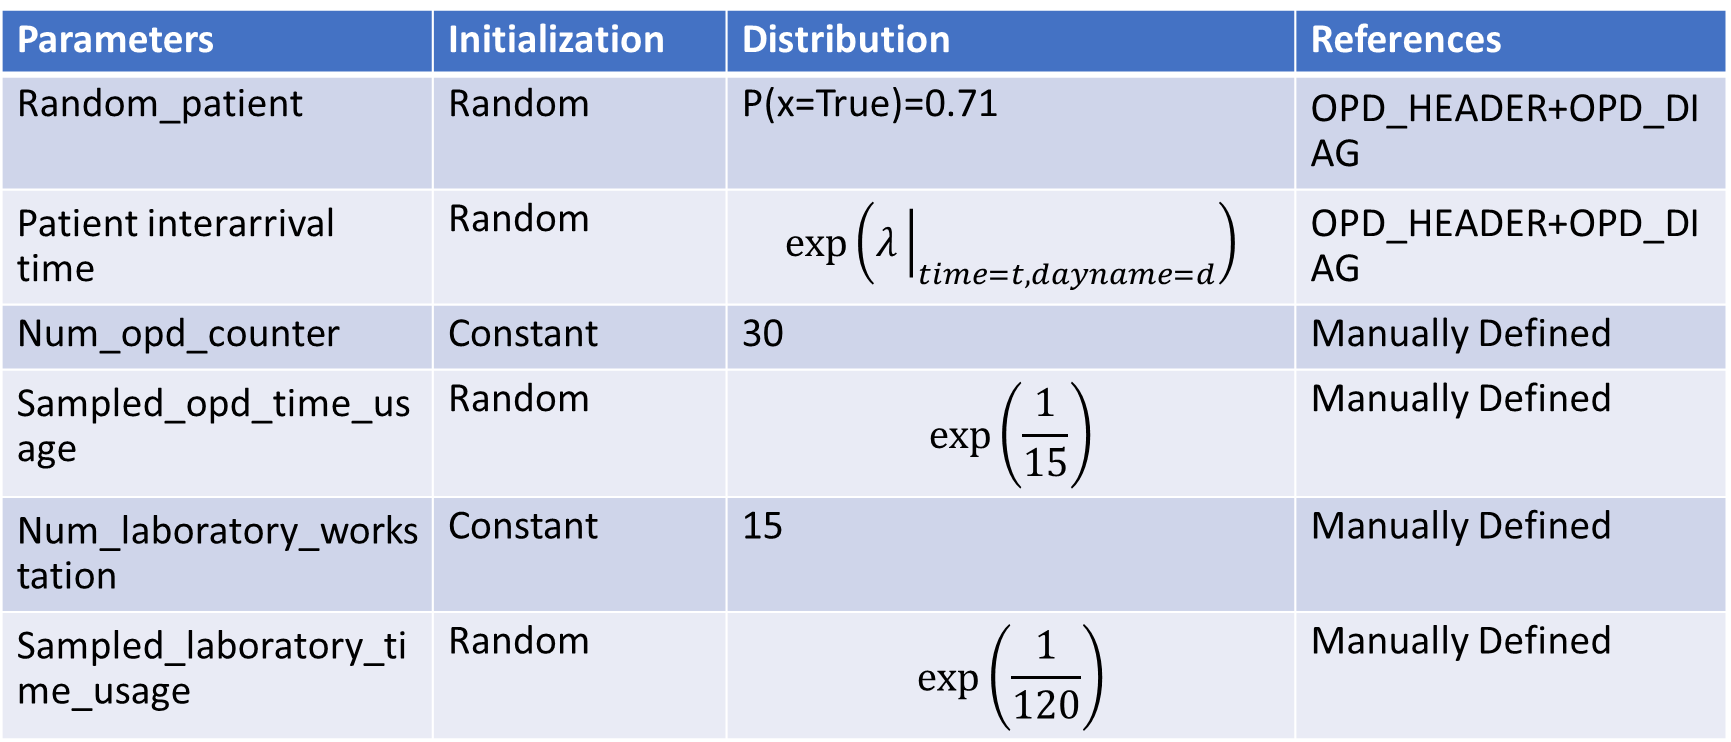 Parameters Initialization Distribution References
Random_patient Random P(x=True)=0.71 OPD_HEADER+OPD_DI
AG
Patient interarrival
time
Random
exp(λ|time=t,dayname=d)
OPD_HEADER+OPD_DI
AG
Num_opd_counter Constant 30 Manually Defined
Sampled_opd_time_us
age
Random
exp(1/15)
Manually Defined
Num_laboratory_works
tation
Constant 15 Manually Defined
Sampled_laboratory_ti
me_usage
Random
exp(1/120)
Manually Defined